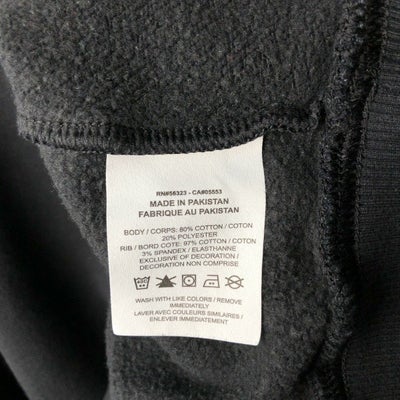 RN#56323 - CA#05553
MADE IN PAKISTAN
FABRIQUE AU PAKISTAN
BODY / CORPS: 80% COTTON / COTON
20% POLYESTER
RIB / BORD COTE: 97% COTTON / COTON
3% SPANDEX / ELASTHANNE
EXCLUSIVE OF DECORATION /
DECORATION NON COMPRISE
WASH WITH LIKE COLORS / REMOVE
IMMEDIATELY
LAVER AVEC COULEURS SIMILAIRES /
ENLEVER IMMEDIATEMENT